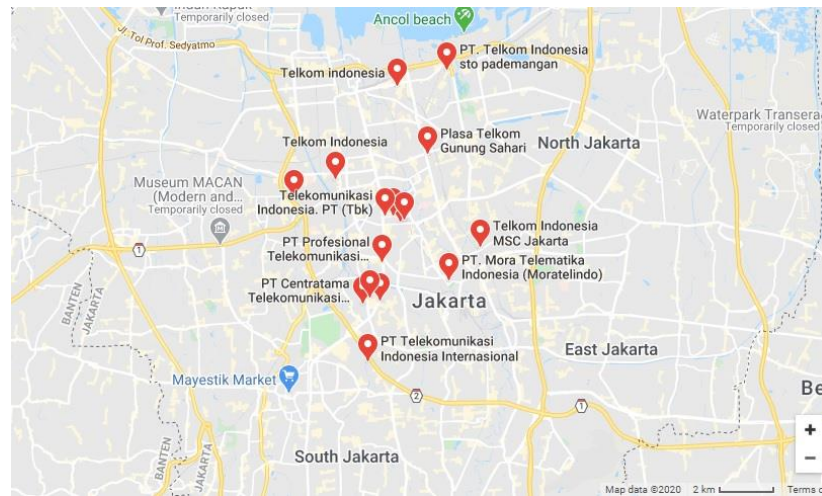 Temporarily closed
Ancol beach
Jl. Tol Prof. Sedyatmo
PT. Telkom Indonesia
sto pademangan
Telkom indonesia
Waterpark Transera
Temporarily closed
Plasa Telkom
Gunung Sahari
North Jakarta
Telkom Indonesia
Museum MACAN
(Modern and...
Temporarily closed
Telekomunikasi
Indonesia. PT (Tbk)
Telkom Indonesia
MSC Jakarta
1
PT Profesional
Telekomunikasi...
PT. Mora Telematika
Indonesia (Moratelindo)
PT Centratama
Telekomunikasi...
Jakarta
BANTEN
JAKARTA
PT Telekomunikasi
Indonesia Internasional
East Jakarta
Mayestik Market
Be
2
1
+
BANTEN
JAKARTA
South Jakarta
−
Map data ©2020
2 km
Terms o